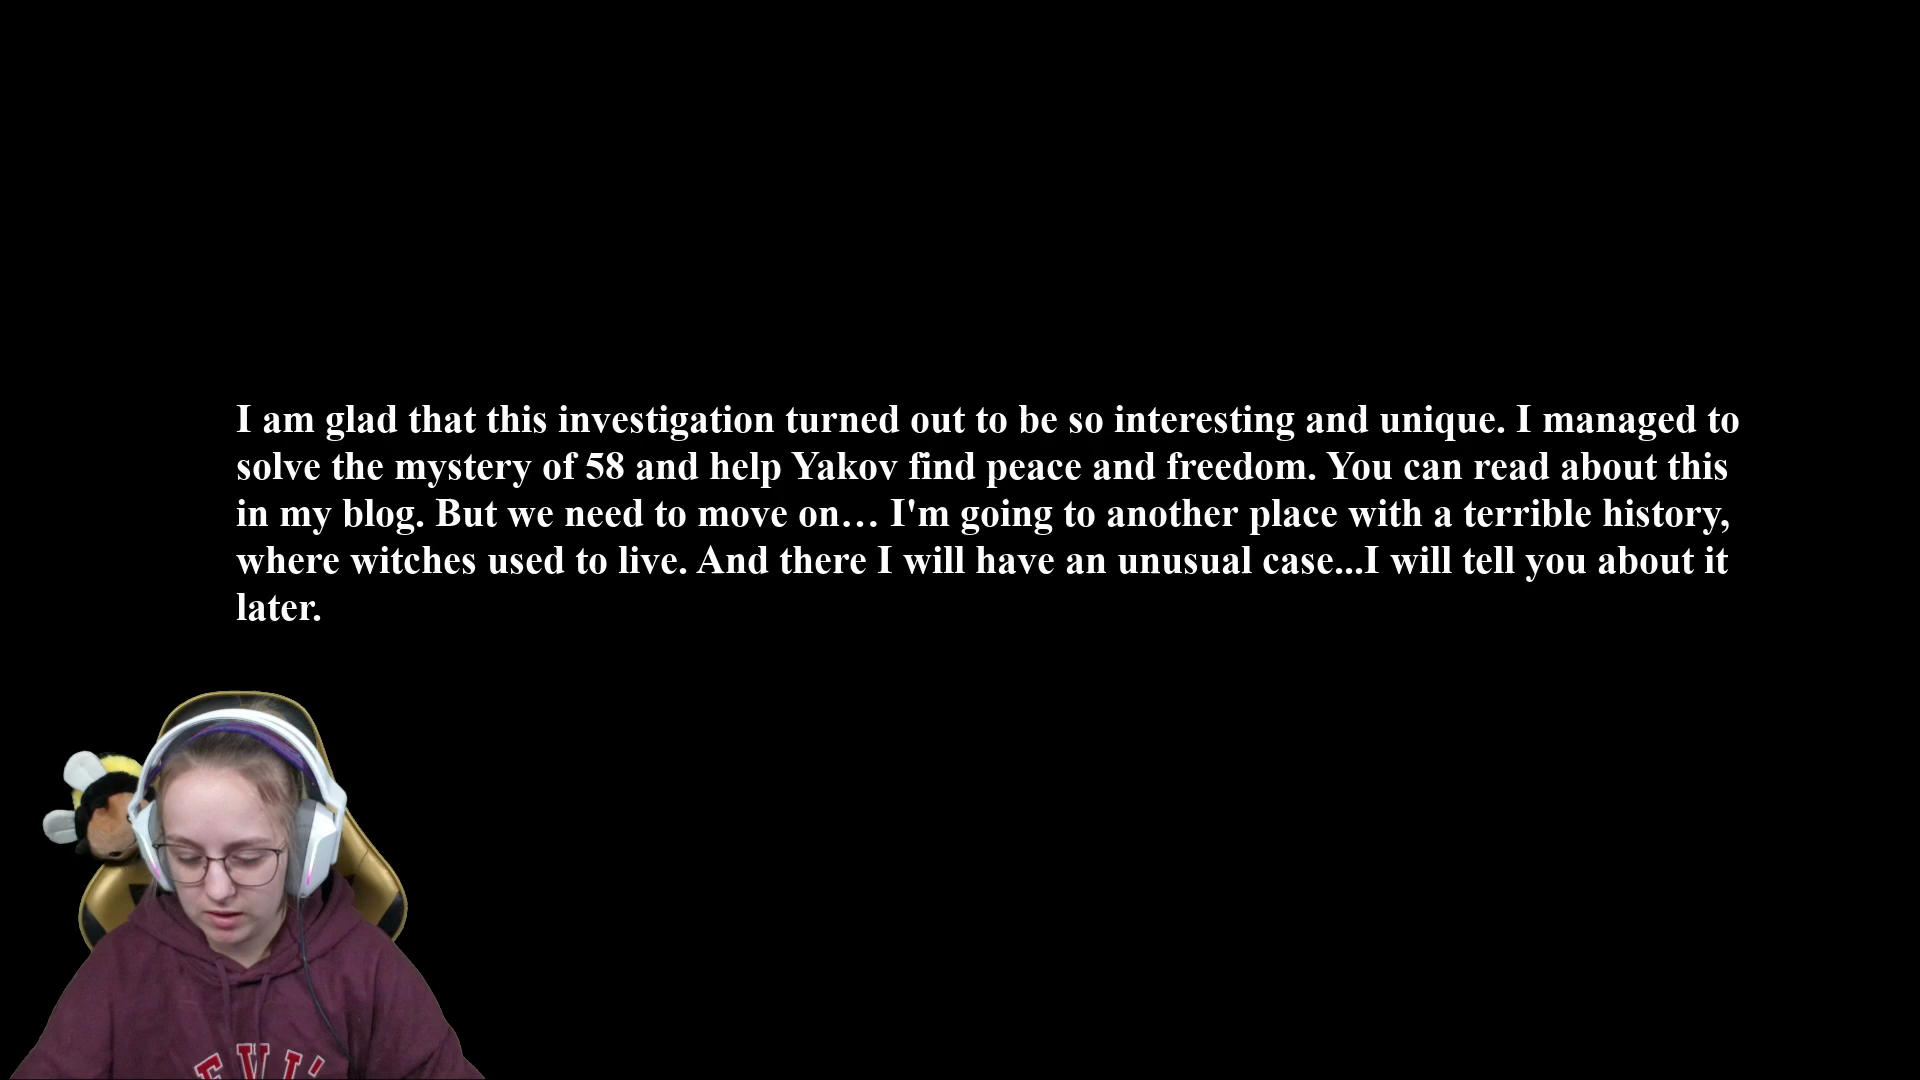 I am glad that this investigation turned out to be so interesting and unique. I managed to
solve the mystery of 58 and help Yakov find peace and freedom. You can read about this
in my blog. But we need to move on… I'm going to another place with a terrible history,
where witches used to live. And there I will have an unusual case...I will tell you about it
later.